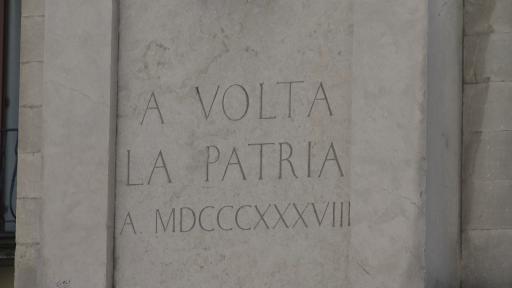 A VOLTA
LA PATRIA
A. MDCCCXXXVIII